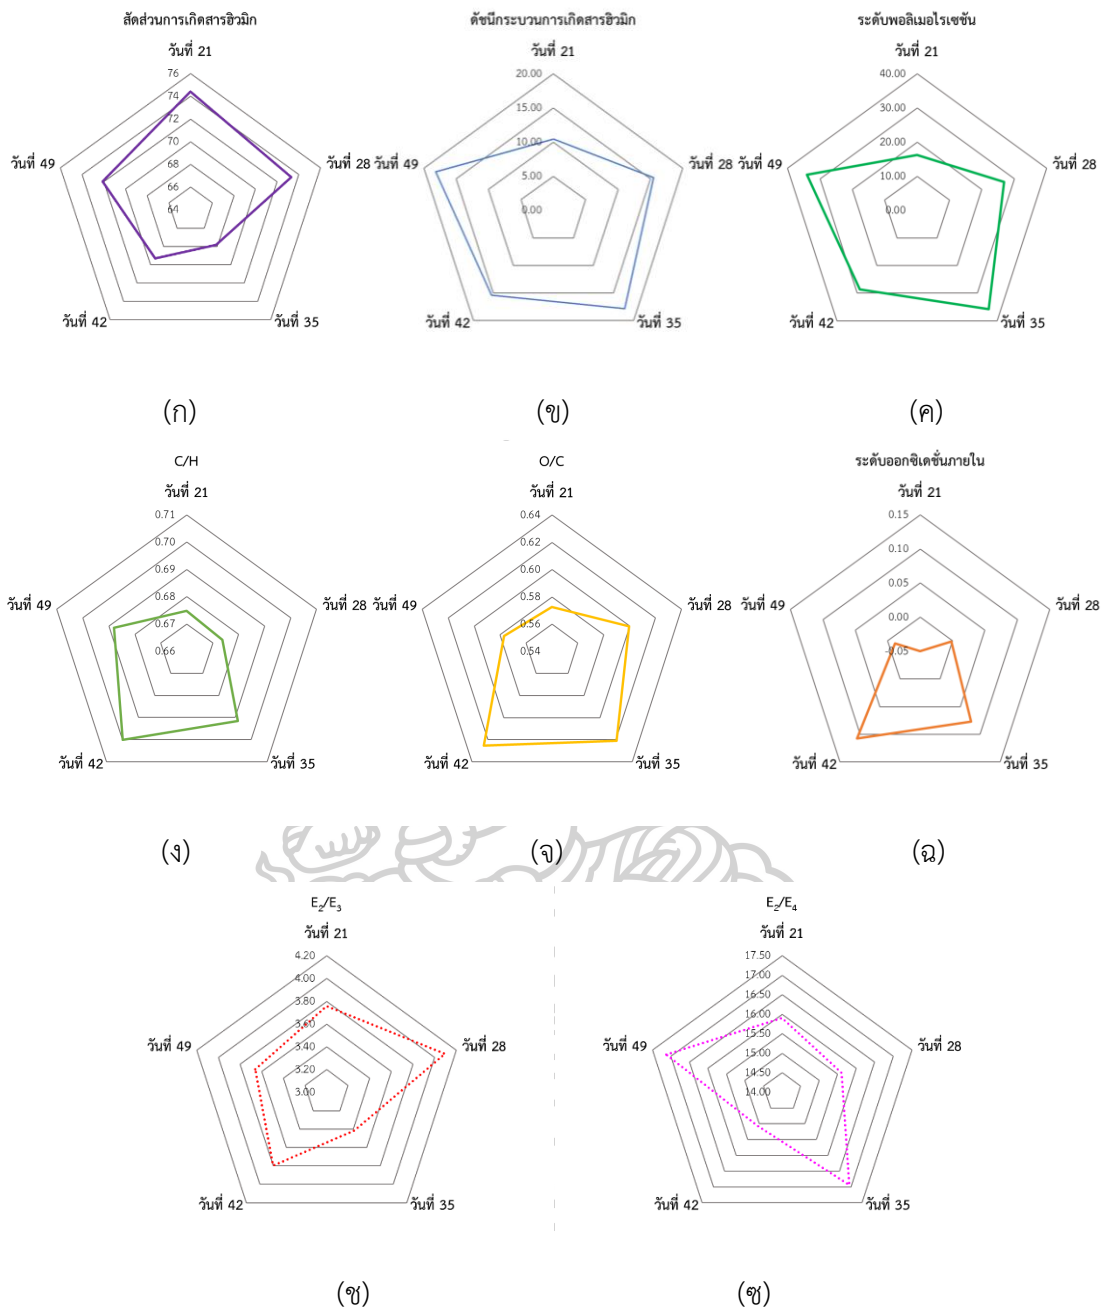 สัดส่วนการเกิดสารฮิวมิก
วันที่ 21
76
74
72
70
68
66
64
วันที่ 28
วันที่ 35
วันที่ 42
วันที่ 49
(ก)
ดัชนีกระบวนการเกิดสารฮิวมิก
วันที่ 21
20.00
15.00
10.00
5.00
0.00
วันที่ 28
วันที่ 35
วันที่ 42
วันที่ 49
(ข)
ระดับพอลิเมอไรเซชัน
วันที่ 21
40.00
30.00
20.00
10.00
0.00
วันที่ 28
วันที่ 35
วันที่ 42
วันที่ 49
(ค)
C/H
วันที่ 21
0.71
0.70
0.69
0.68
0.67
0.66
วันที่ 28
วันที่ 35
วันที่ 42
วันที่ 49
(ง)
O/C
วันที่ 21
0.64
0.62
0.60
0.58
0.56
0.54
วันที่ 28
วันที่ 35
วันที่ 42
วันที่ 49
(จ)
ระดับออกซิเดชั่นภายใน
วันที่ 21
0.15
0.10
0.05
0.00
-0.05
วันที่ 28
วันที่ 35
วันที่ 42
วันที่ 49
(ฉ)
E₂/E₃
วันที่ 21
4.20
4.00
3.80
3.60
3.40
3.20
3.00
วันที่ 28
วันที่ 35
วันที่ 42
วันที่ 49
(ช)
E₂/E₄
วันที่ 21
17.50
17.00
16.50
16.00
15.50
15.00
14.50
14.00
วันที่ 28
วันที่ 35
วันที่ 42
วันที่ 49
(ซ)